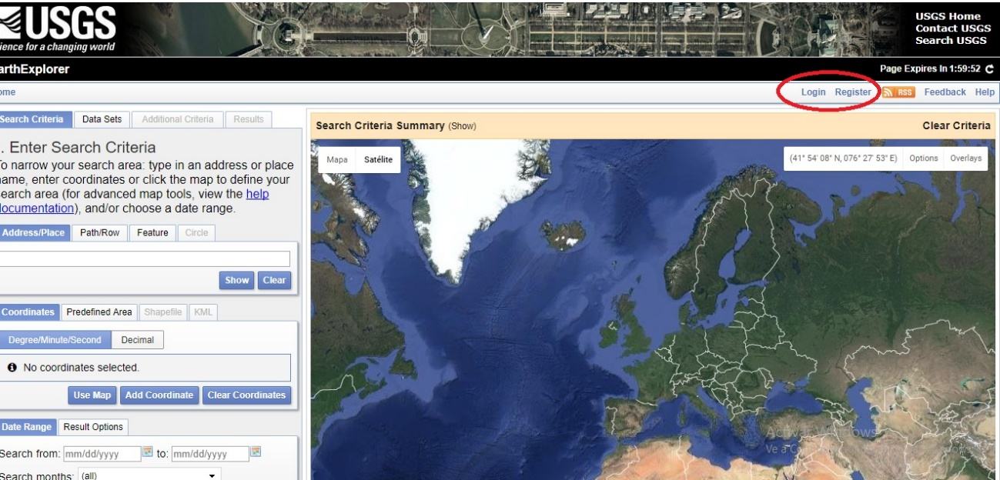 USGS
ience for a changing world
USGS Home
Contact USGS
Search USGS
arthExplorer
Page Expires In 1:59:52
ome
Login Register RSS Feedback Help
Search Criteria Data Sets Additional Criteria Results
. Enter Search Criteria
To narrow your search area: type in an address or place
name, enter coordinates or click the map to define your
search area (for advanced map tools, view the help
documentation), and/or choose a date range.
Address/Place Path/Row Feature Circle
Show Clear
Coordinates Predefined Area Shapefile KML
Degree/Minute/Second Decimal
No coordinates selected.
Use Map Add Coordinate Clear Coordinates
Date Range Result Options
Search from: mm/dd/yyyy to: mm/dd/yyyy
Search months: (all)
Search Criteria Summary (Show) Clear Criteria
Mapa Satélite
(41° 54' 08" N, 076° 27' 53" E) Options Overlays